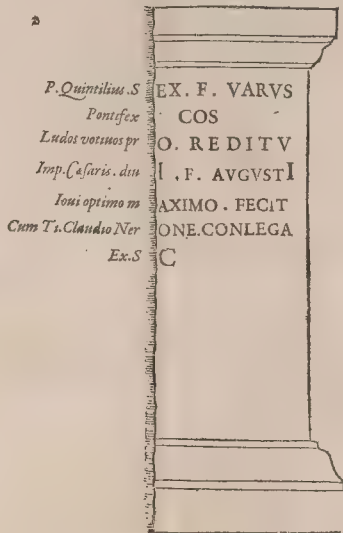 P. Quintilius .S EX. F. VARVS
Pontifex COS
Ludos votiuos pr O. REDITV
Imp. Cæsaris. diu I. F. AVGVSTI
Ioui optimo m AXIMO. FECIT
Cum Ti. Claudio Ner ONE.CONLEGA
Ex.S C